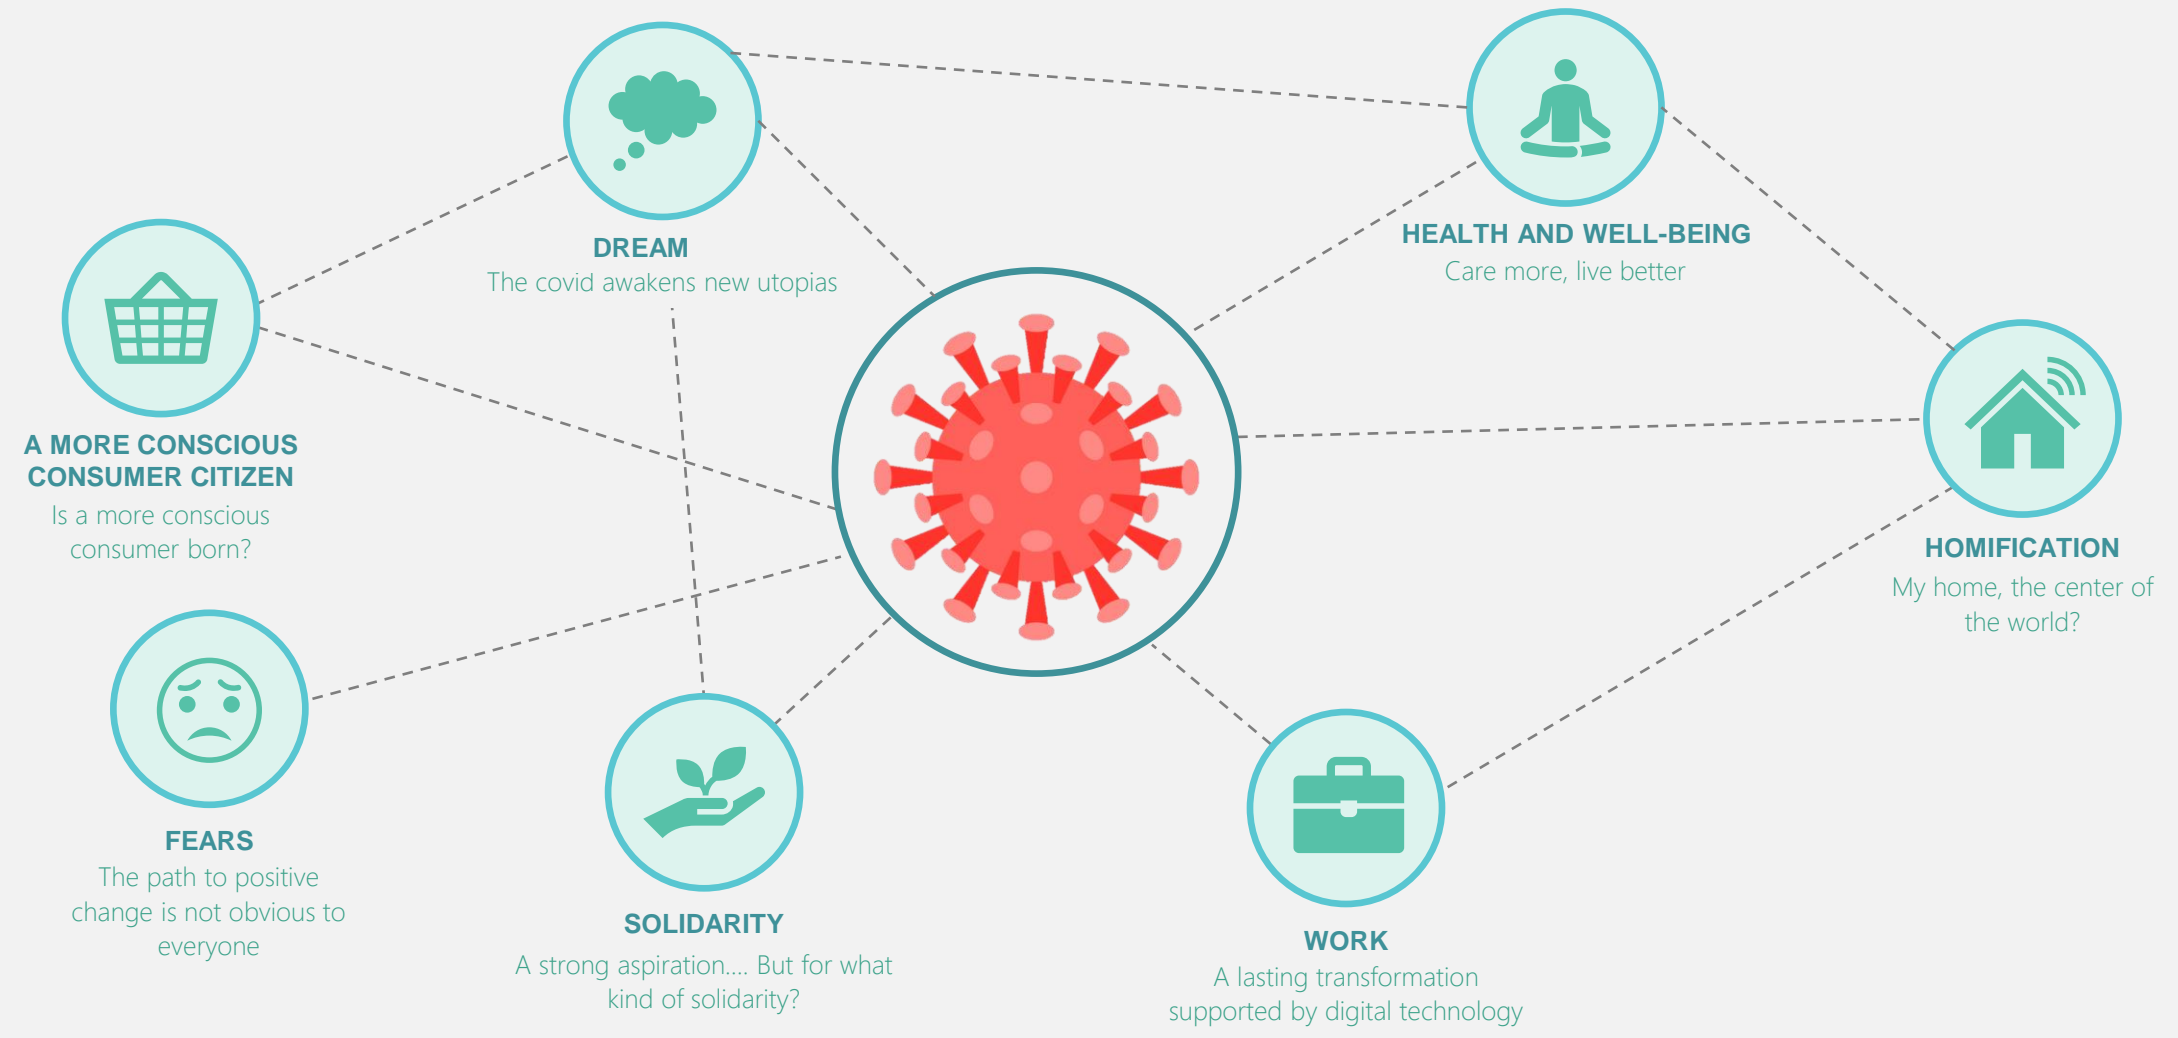 DREAM
The covid awakens new utopias
HEALTH AND WELL-BEING
Care more, live better
A MORE CONSCIOUS
CONSUMER CITIZEN
Is a more conscious
consumer born?
HOMIFICATION
My home, the center of
the world?
FEARS
The path to positive
change is not obvious to
everyone
SOLIDARITY
A strong aspiration.... But for what
kind of solidarity?
WORK
A lasting transformation
supported by digital technology